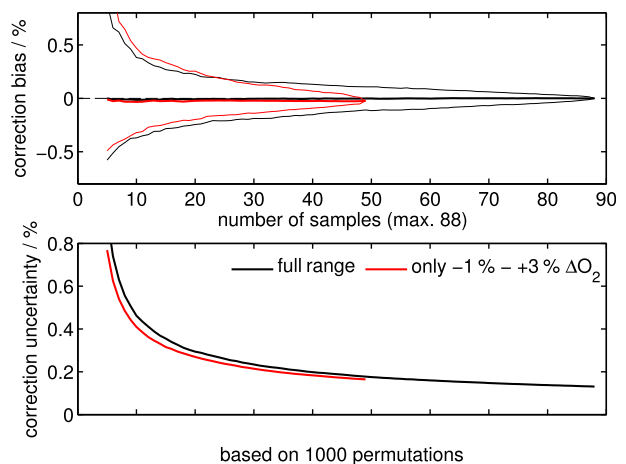 correction bias / %
0.5
0
−0.5
0 10 20 30 40 50 60 70 80 90
number of samples (max. 88)
correction uncertainty / %
0.8
0.6
0.4
0.2
0
full range only −1 % − +3 % ΔO2
based on 1000 permutations